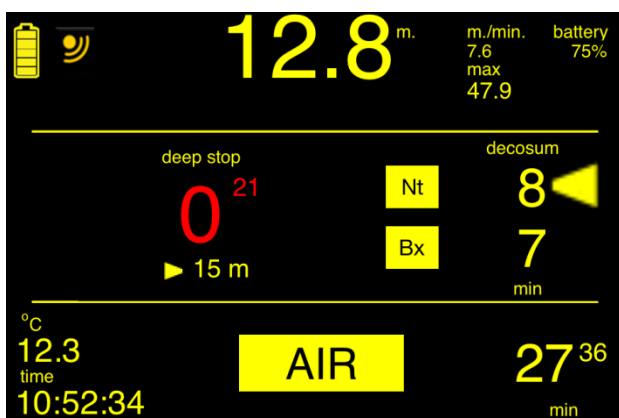 12.8 m.
m./min. battery
7.6 75%
max
47.9
deep stop
0 21
15 m
Nt
Bx
decosum
8
7
min
°C
12.3
time
10:52:34
AIR
27 36
min